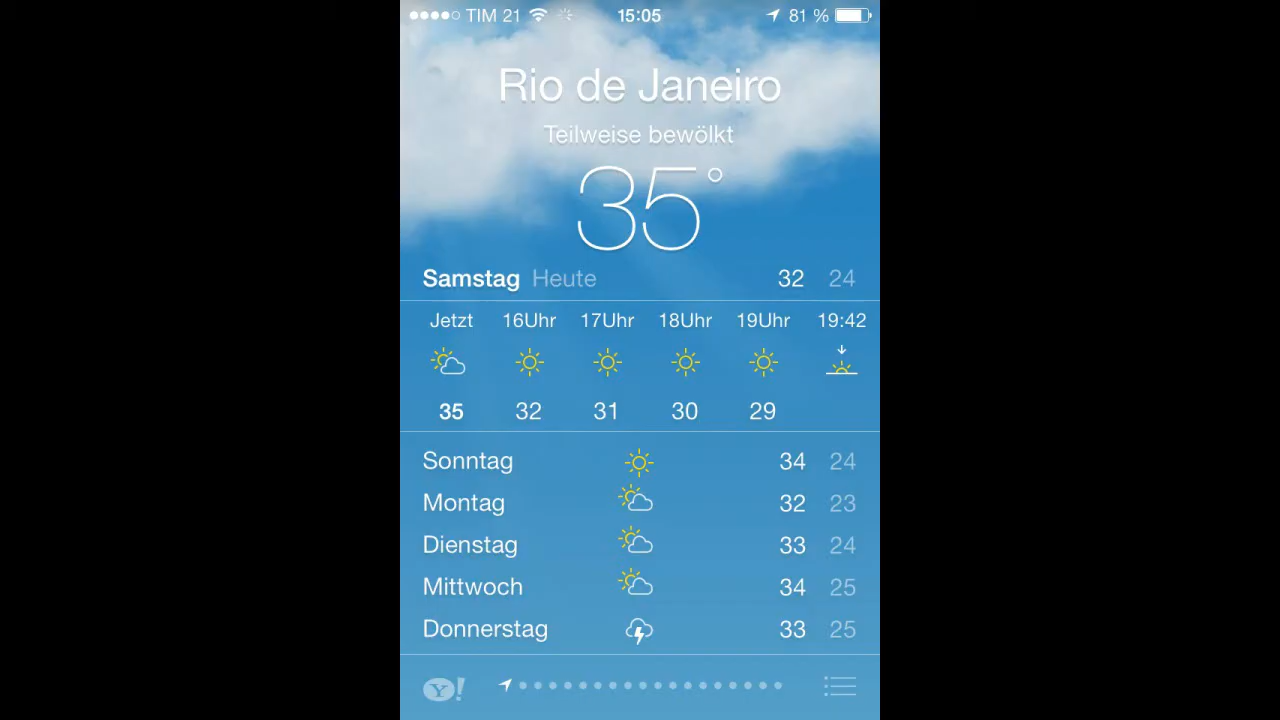 TIM 21 15:05 81 %
Rio de Janeiro
Teilweise bewölkt
35°
Samstag Heute 32 24
Jetzt 16Uhr 17Uhr 18Uhr 19Uhr 19:42
35 32 31 30 29
Sonntag 34 24
Montag 32 23
Dienstag 33 24
Mittwoch 34 25
Donnerstag 33 25
Y!